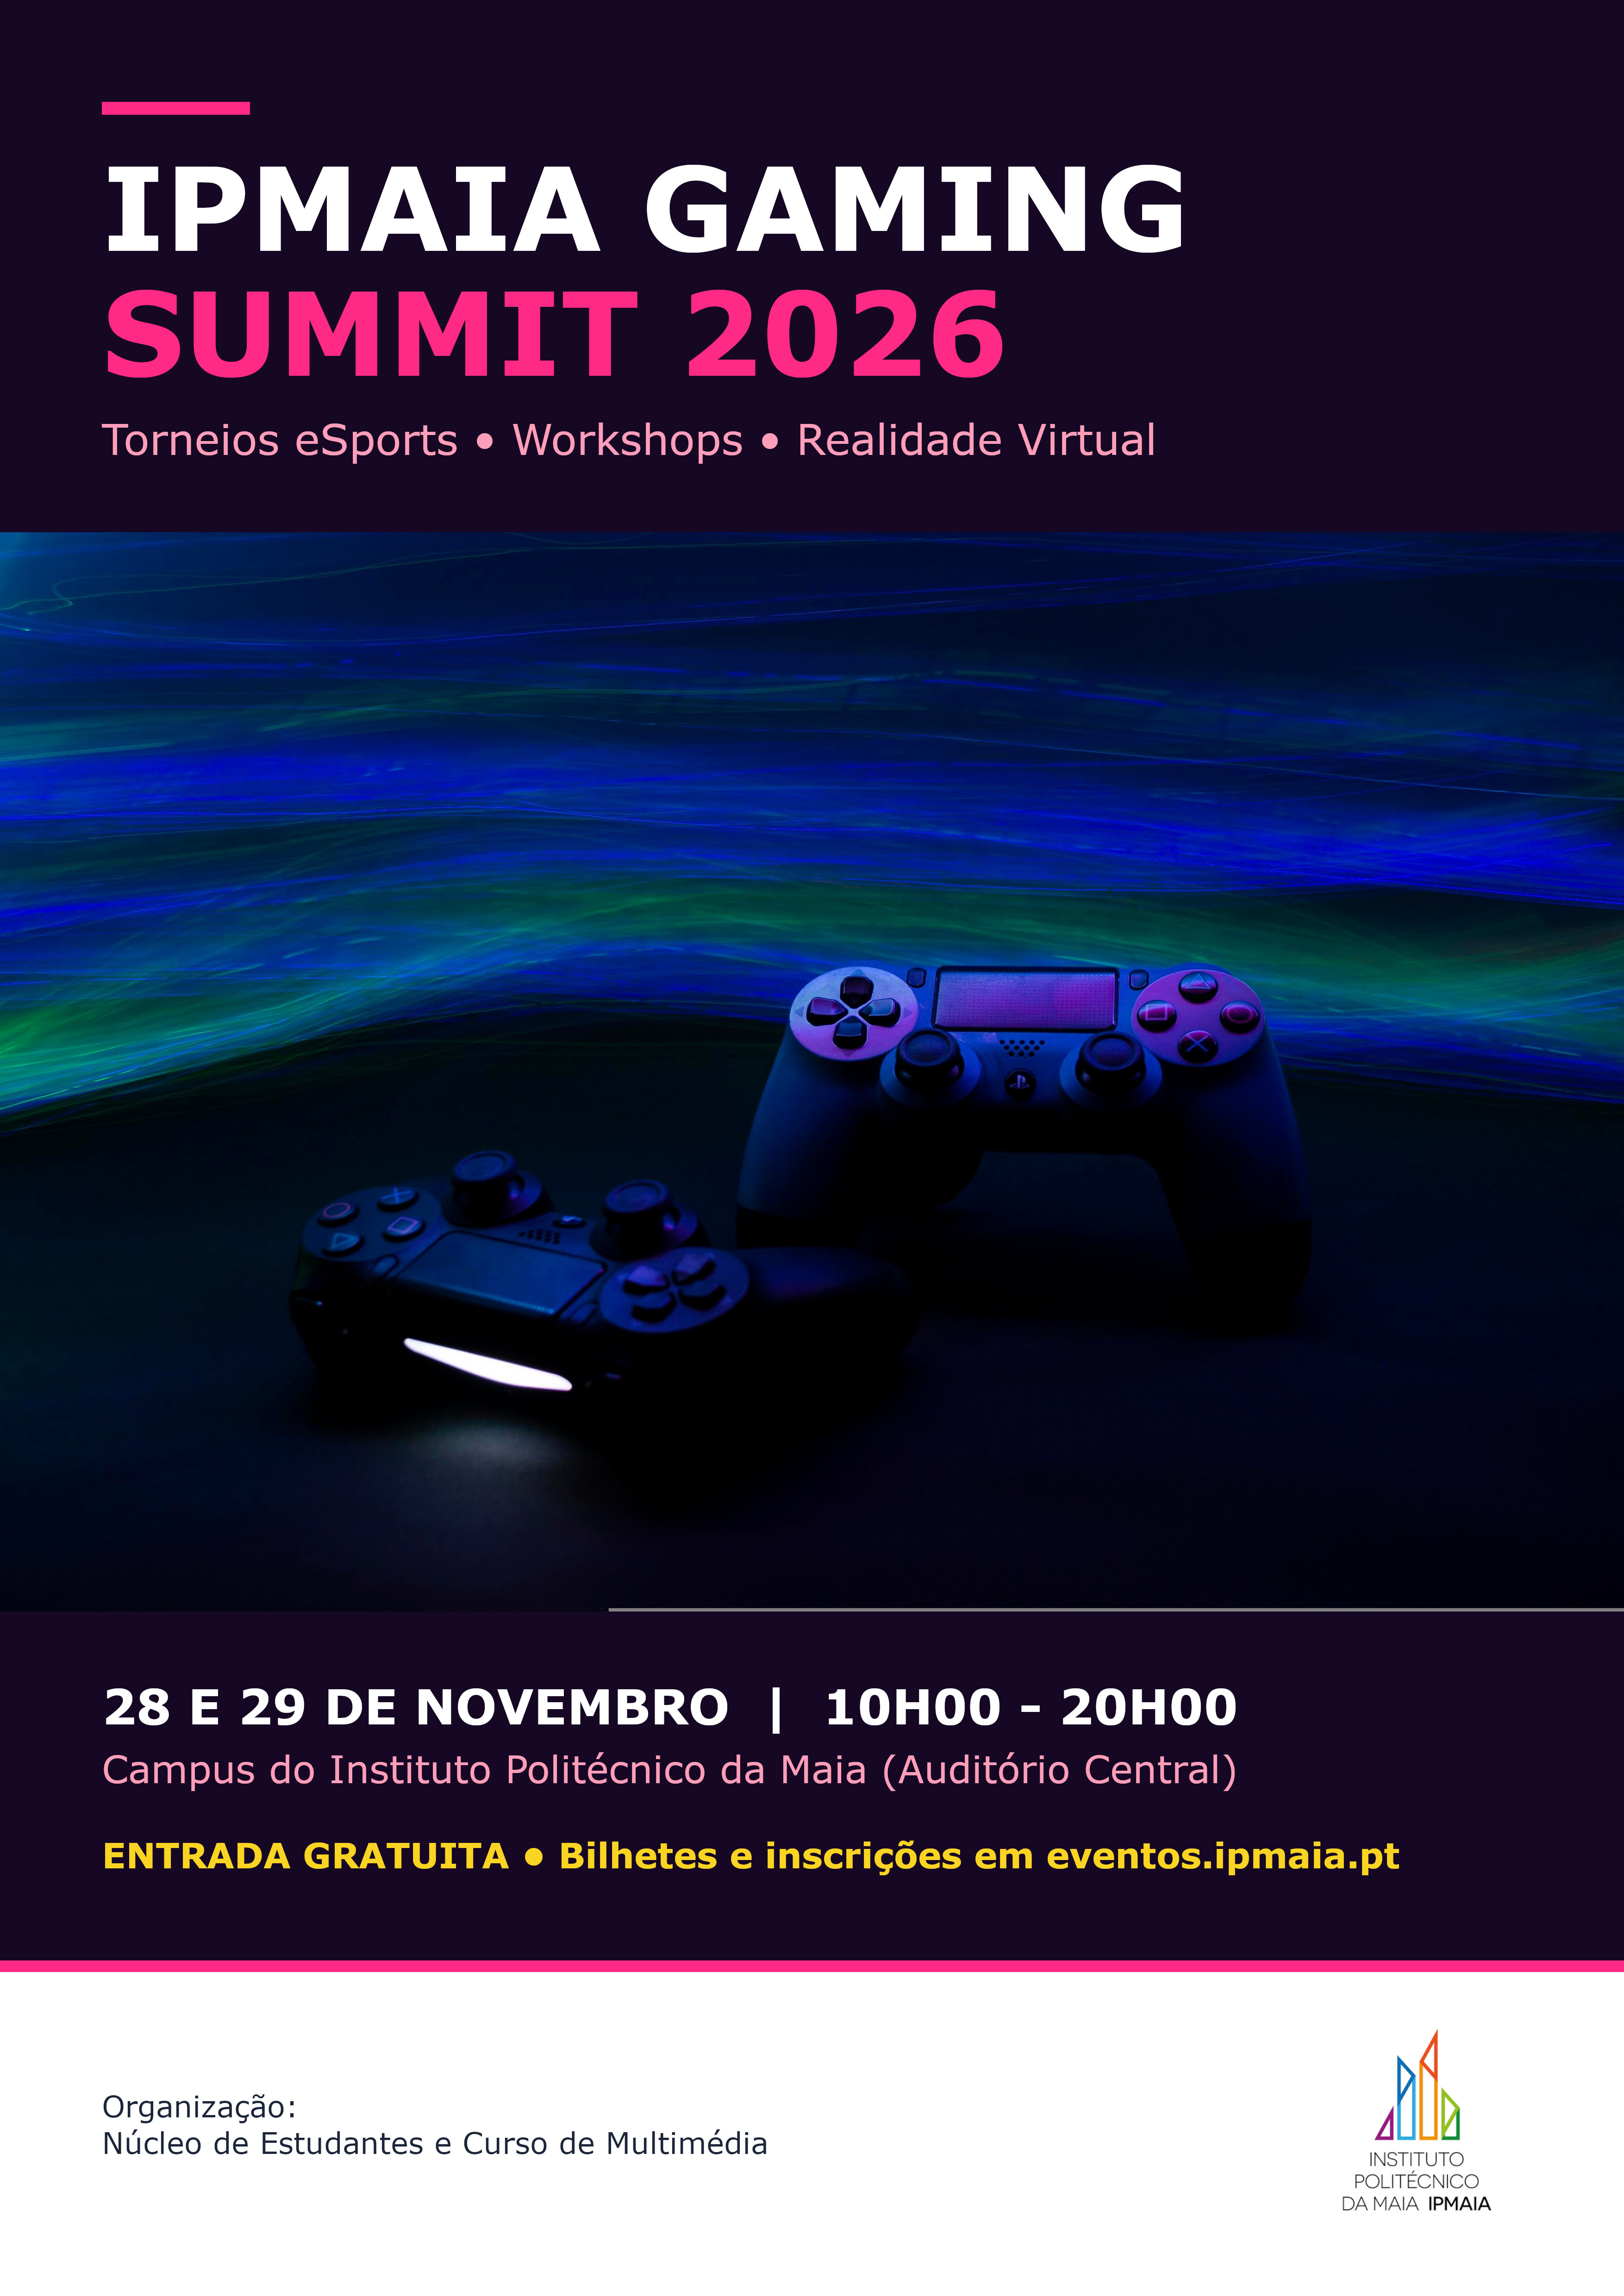 IPMAIA GAMING
SUMMIT 2026
Torneios eSports • Workshops • Realidade Virtual
28 E 29 DE NOVEMBRO | 10H00 - 20H00
Campus do Instituto Politécnico da Maia (Auditório Central)
ENTRADA GRATUITA • Bilhetes e inscrições em eventos.ipmaia.pt
Organização:
Núcleo de Estudantes e Curso de Multimédia
INSTITUTO
POLITÉCNICO
DA MAIA IPMAIA